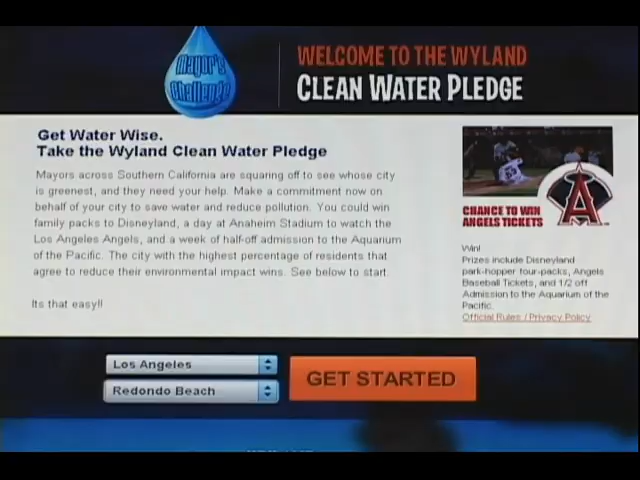 Mayor's
Challenge
WELCOME TO THE WYLAND
CLEAN WATER PLEDGE
Get Water Wise.
Take the Wyland Clean Water Pledge
Mayors across Southern California are squaring off to see whose city
is greenest, and they need your help. Make a commitment now on
behalf of your city to save water and reduce pollution. You could win
family packs to Disneyland, a day at Anaheim Stadium to watch the
Los Angeles Angels, and a week of half-off admission to the Aquarium
of the Pacific. The city with the highest percentage of residents that
agree to reduce their environmental impact wins. See below to start.
Its that easy!!
CHANCE TO WIN
ANGELS TICKETS
A
Win!
Prizes include Disneyland
park-hopper four-packs, Angels
Baseball Tickets, and 1/2 off
Admission to the Aquarium of the
Pacific.
Official Rules / Privacy Policy
Los Angeles
Redondo Beach
GET STARTED